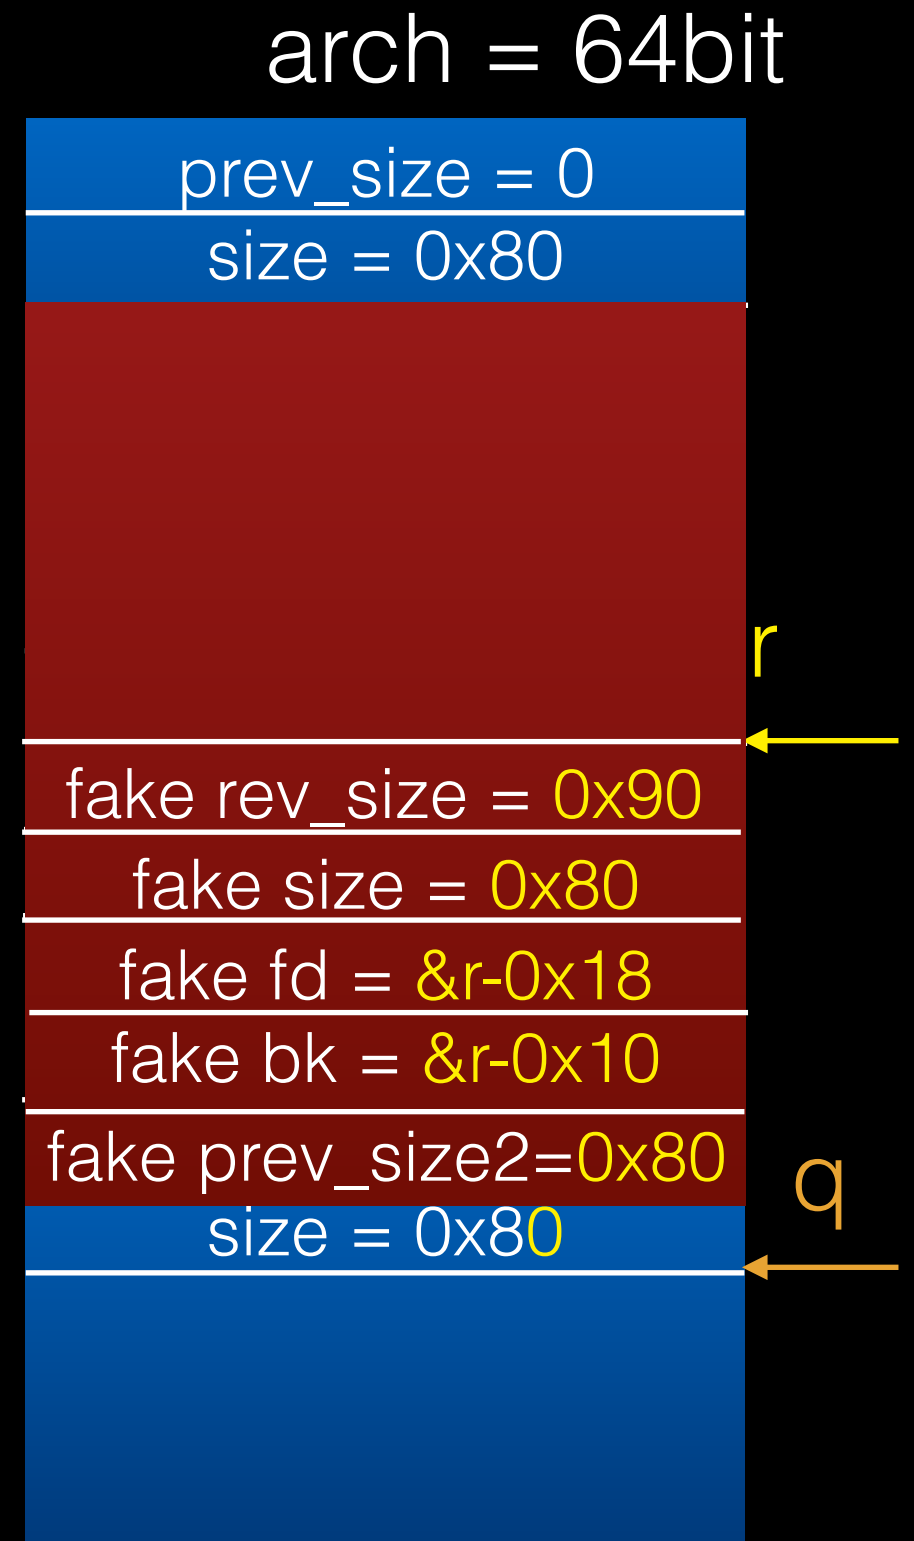 arch = 64bit
prev_size = 0
size = 0x80
r
fake rev_size = 0x90
fake size = 0x80
fake fd = &r-0x18
fake bk = &r-0x10
fake prev_size2=0x80
q
size = 0x80